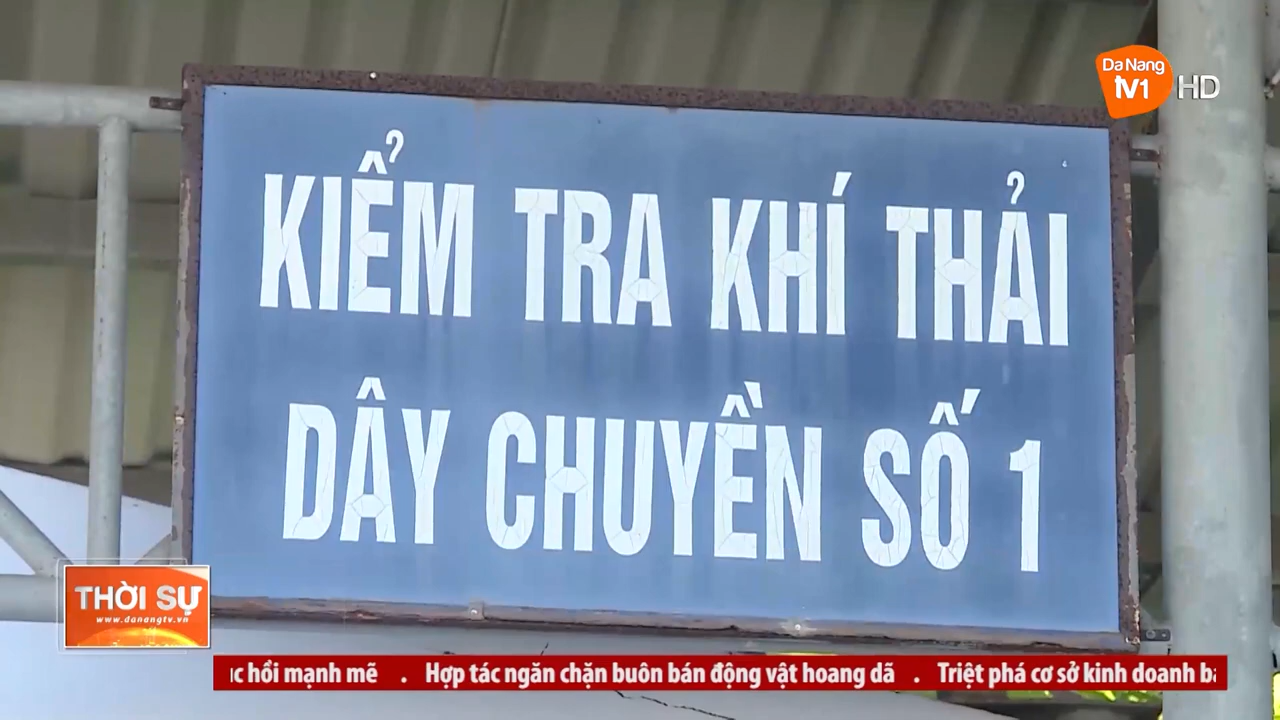 Da Nang
TV1 HD
KIỂM TRA KHÍ THẢI
DÂY CHUYỀN SỐ 1
THỜI SỰ
www.danangtv.vn
hồi mạnh mẽ . Hợp tác ngăn chặn buôn bán động vật hoang dã . Triệt phá cơ sở kinh doanh